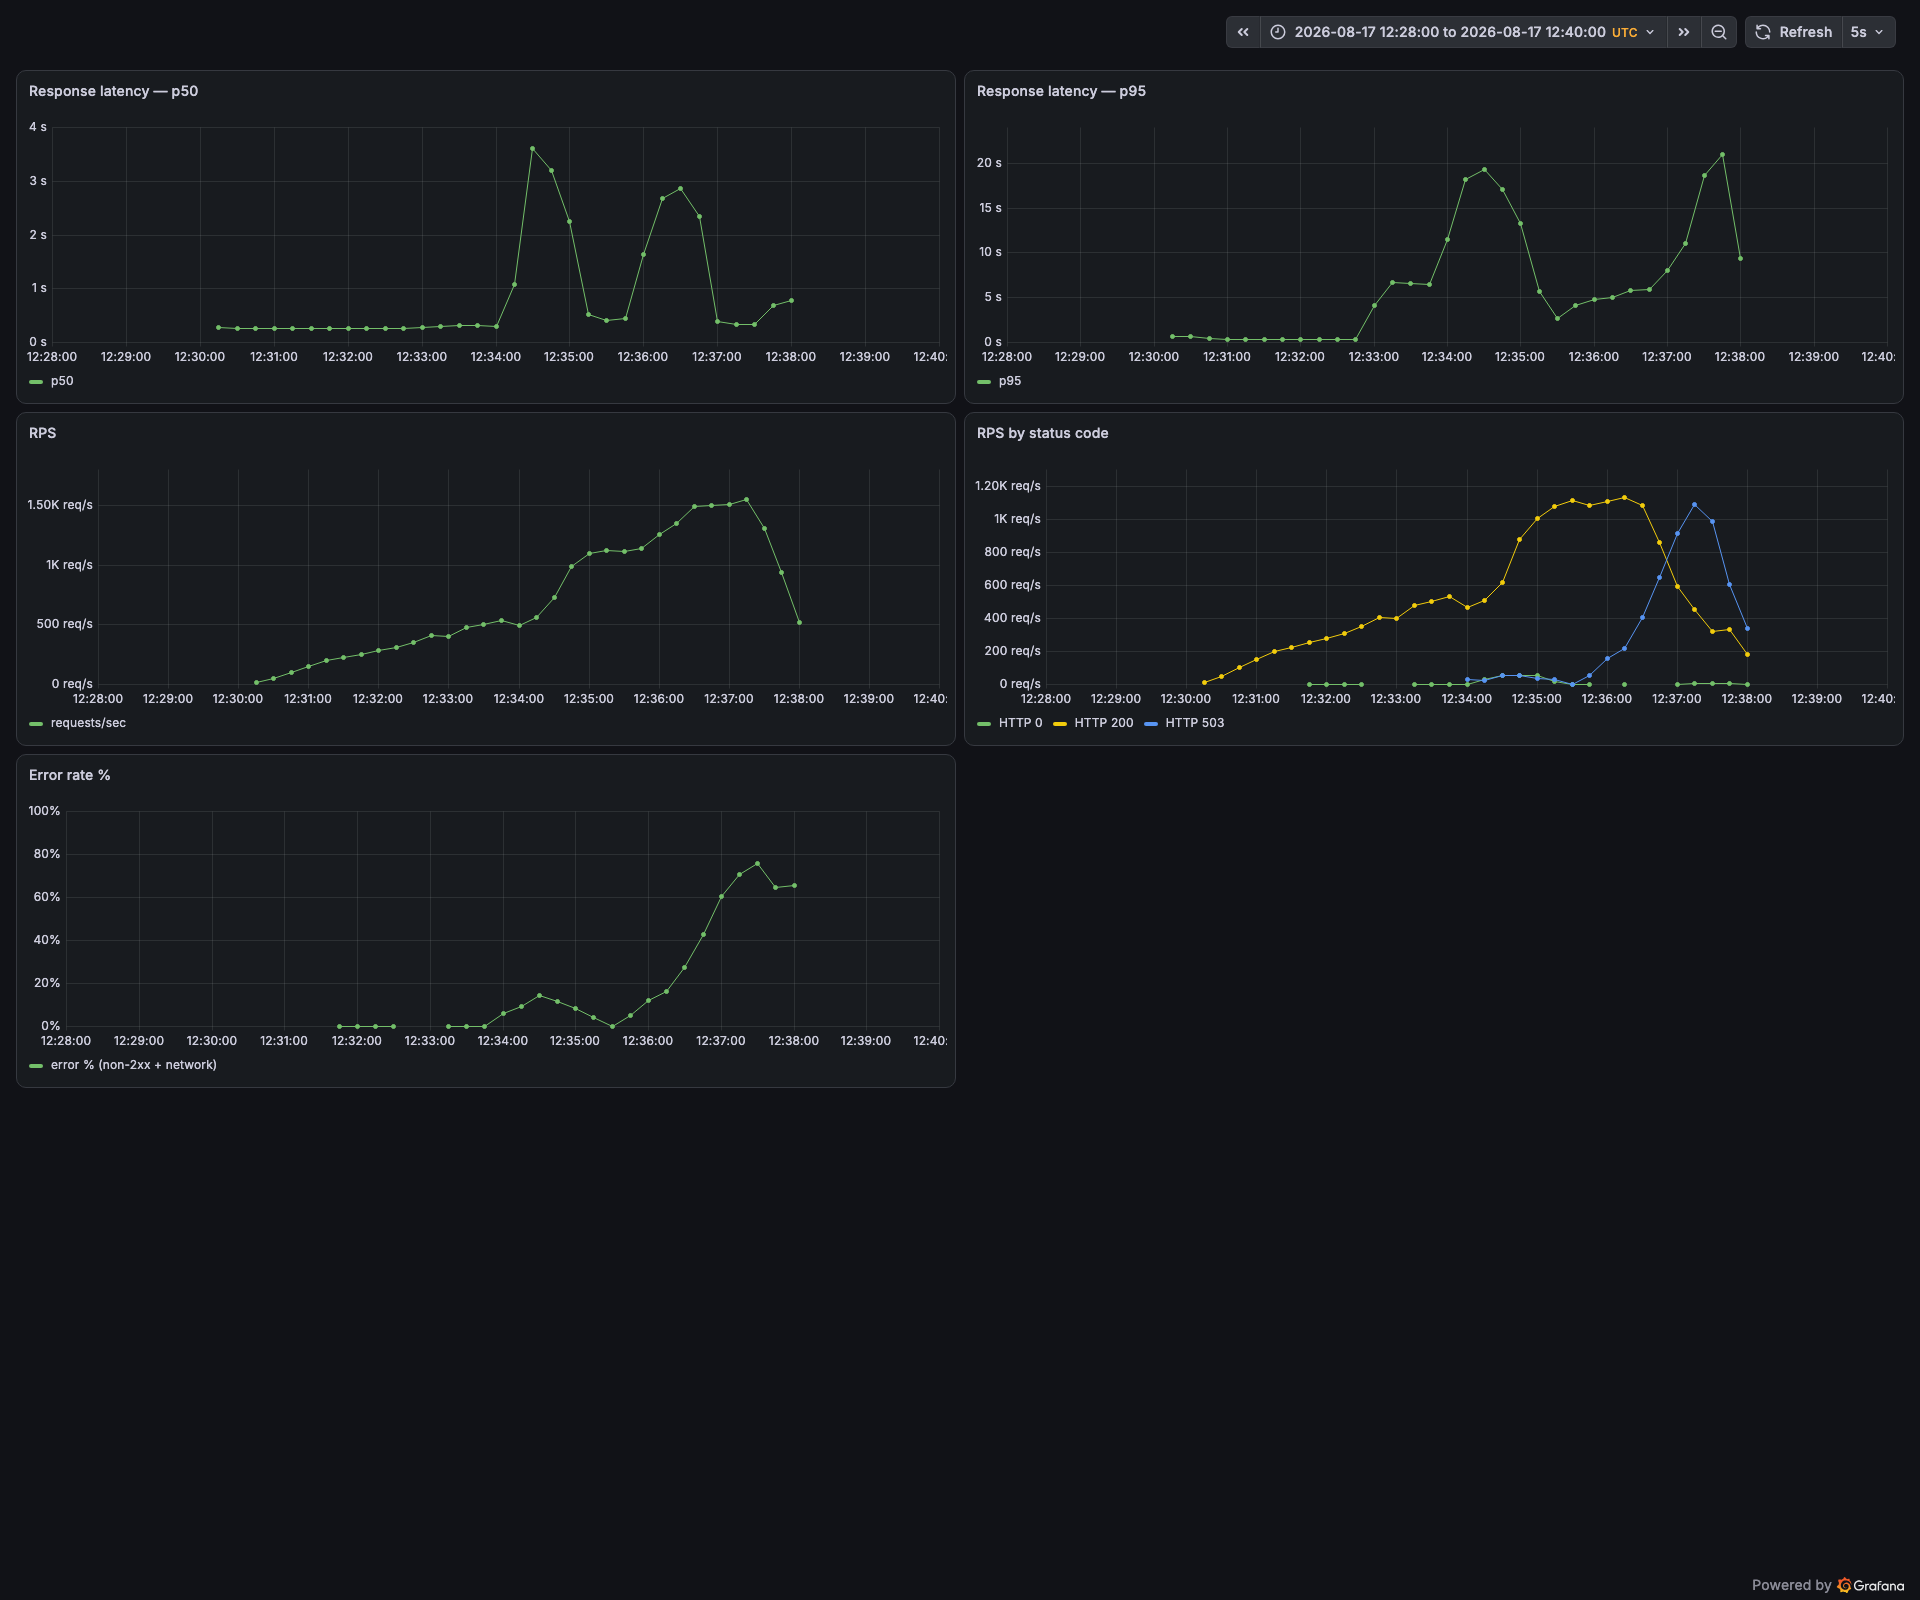 2026-08-17 12:28:00 to 2026-08-17 12:40:00 UTC
Refresh 5s
Response latency — p50
4 s
3 s
2 s
1 s
0 s
12:28:00 12:29:00 12:30:00 12:31:00 12:32:00 12:33:00 12:34:00 12:35:00 12:36:00 12:37:00 12:38:00 12:39:00 12:40:
p50
Response latency — p95
20 s
15 s
10 s
5 s
0 s
12:28:00 12:29:00 12:30:00 12:31:00 12:32:00 12:33:00 12:34:00 12:35:00 12:36:00 12:37:00 12:38:00 12:39:00 12:40:
p95
RPS
1.50K req/s
1K req/s
500 req/s
0 req/s
12:28:00 12:29:00 12:30:00 12:31:00 12:32:00 12:33:00 12:34:00 12:35:00 12:36:00 12:37:00 12:38:00 12:39:00 12:40:
requests/sec
RPS by status code
1.20K req/s
1K req/s
800 req/s
600 req/s
400 req/s
200 req/s
0 req/s
12:28:00 12:29:00 12:30:00 12:31:00 12:32:00 12:33:00 12:34:00 12:35:00 12:36:00 12:37:00 12:38:00 12:39:00 12:40:
HTTP 0 HTTP 200 HTTP 503
Error rate %
100%
80%
60%
40%
20%
0%
12:28:00 12:29:00 12:30:00 12:31:00 12:32:00 12:33:00 12:34:00 12:35:00 12:36:00 12:37:00 12:38:00 12:39:00 12:40:
error % (non-2xx + network)
Powered by Grafana